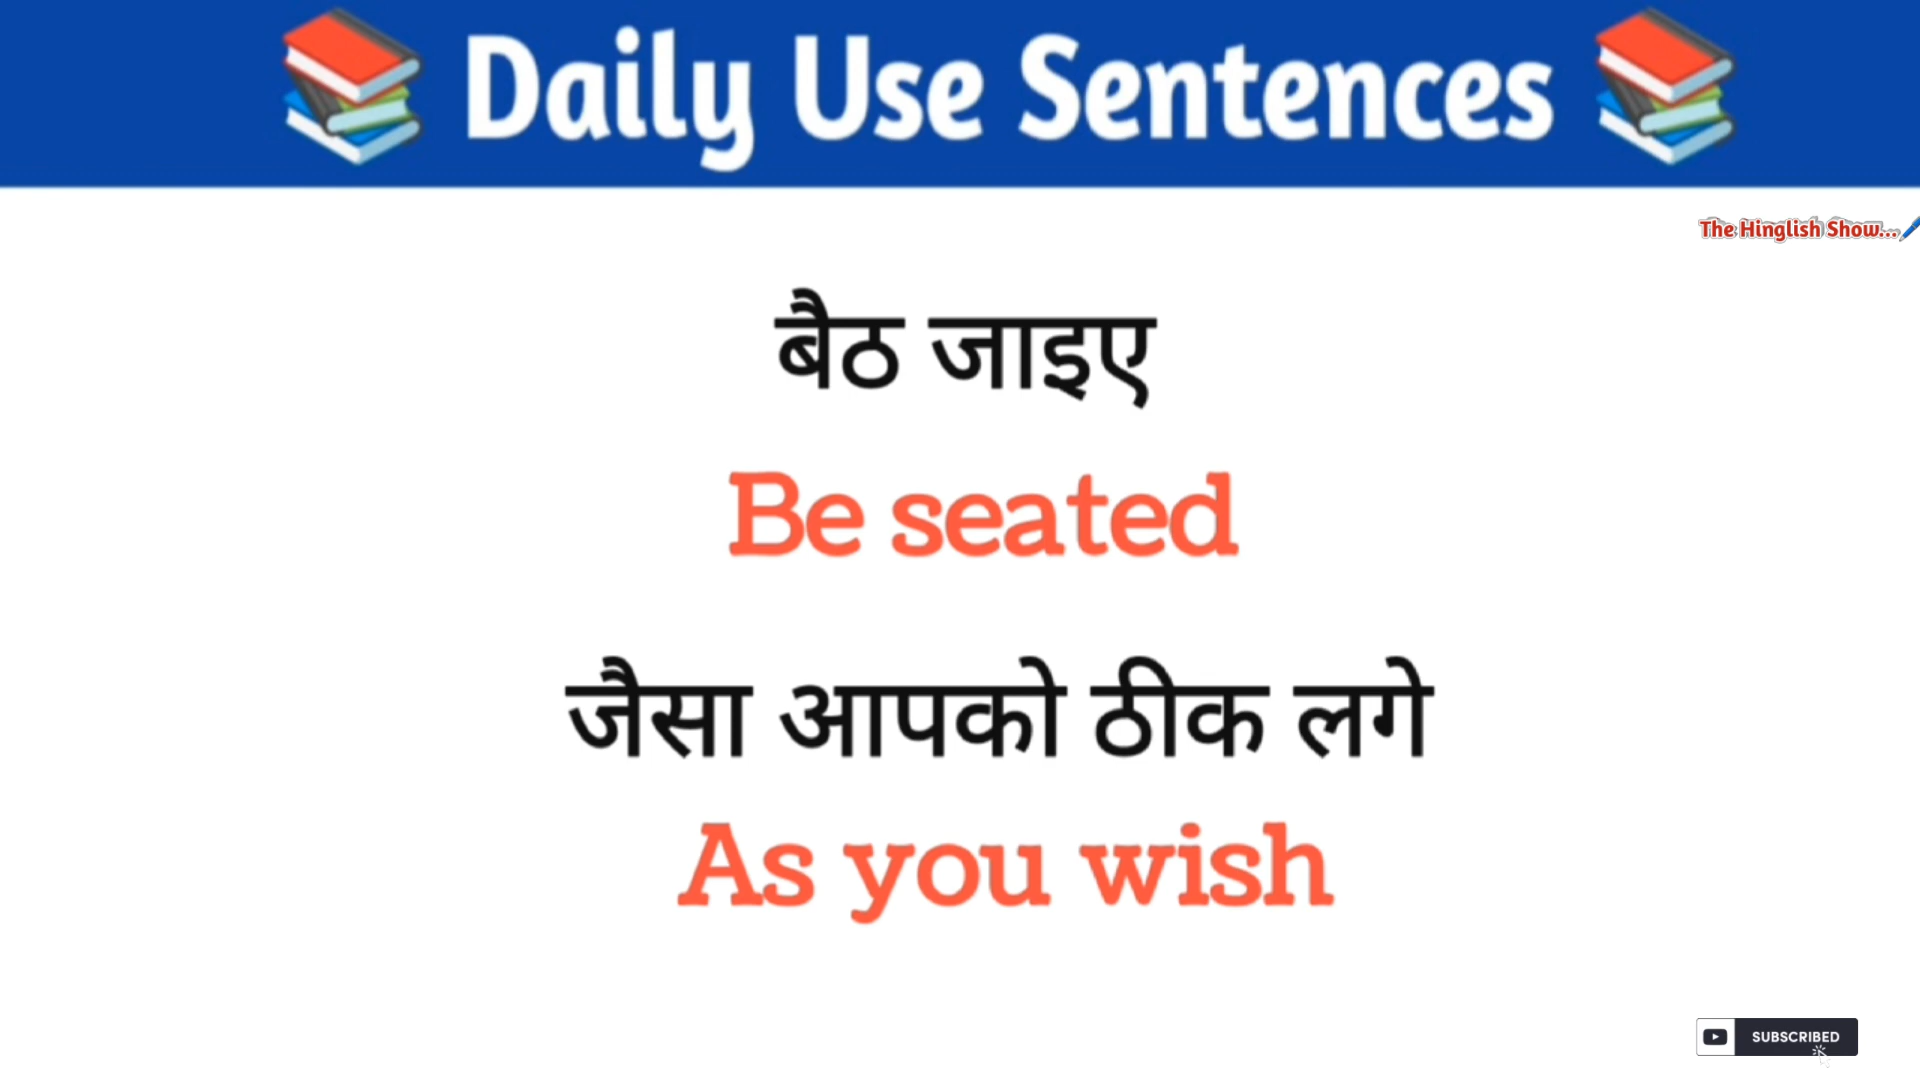 Daily Use Sentences
The Hinglish Show...
बैठ जाइए
Be seated
जैसा आपको ठीक लगे
As you wish
SUBSCRIBED